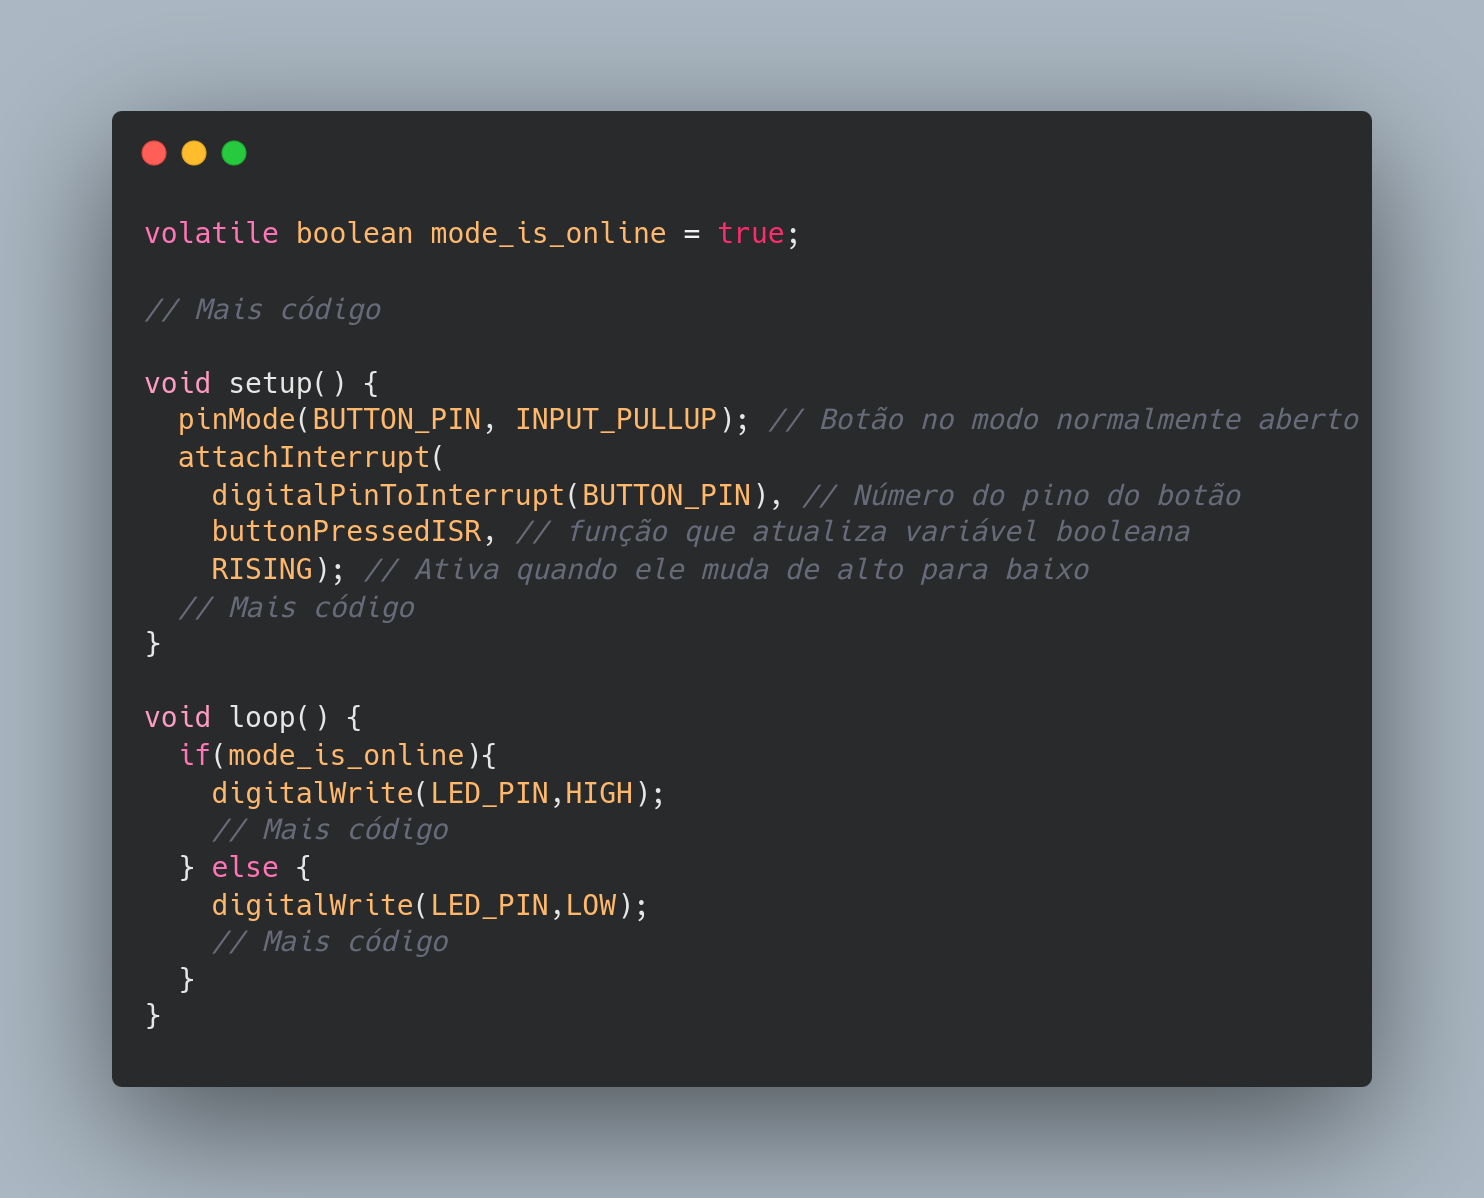 volatile boolean mode_is_online = true;
// Mais código
void setup() {
pinMode(BUTTON_PIN, INPUT_PULLUP); // Botão no modo normalmente aberto
attachInterrupt(
digitalPinToInterrupt(BUTTON_PIN), // Número do pino do botão
buttonPressedISR, // função que atualiza variável booleana
RISING); // Ativa quando ele muda de alto para baixo
// Mais código
}
void loop() {
if(mode_is_online){
digitalWrite(LED_PIN,HIGH);
// Mais código
} else {
digitalWrite(LED_PIN,LOW);
// Mais código
}
}